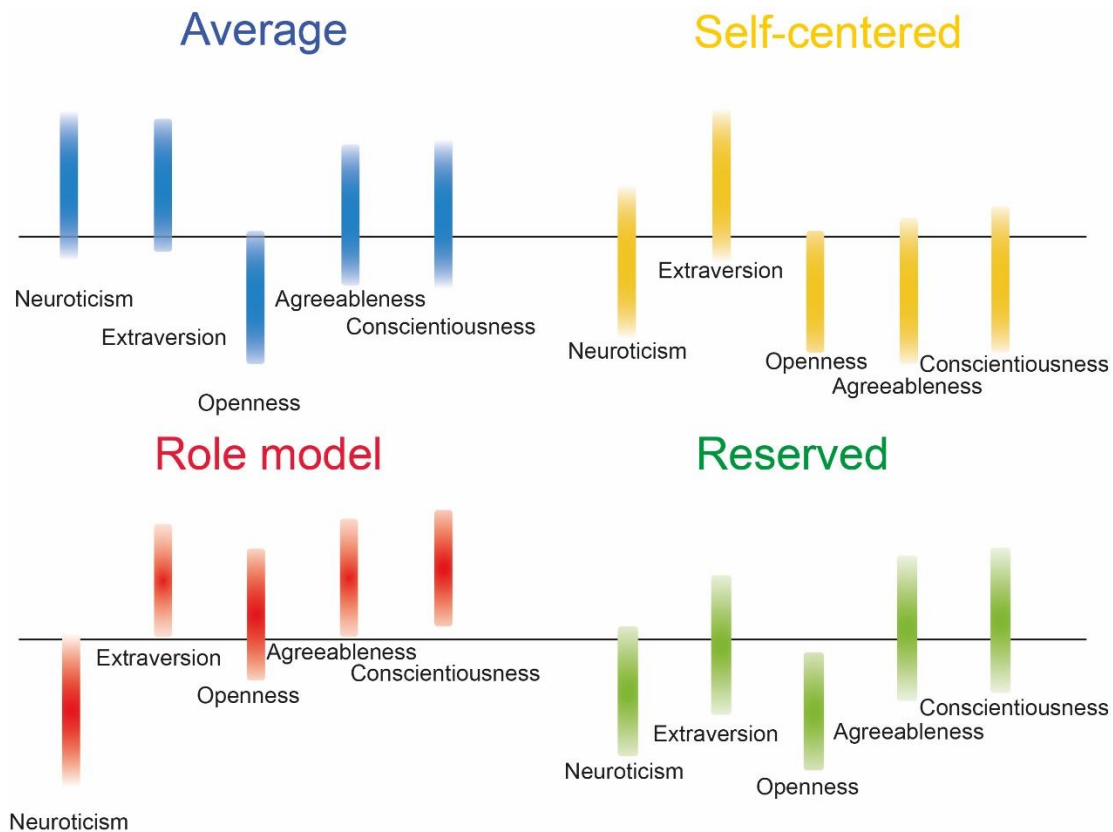 Average
Self-centered
Neuroticism
Extraversion
Openness
Agreeableness
Conscientiousness
Extraversion
Neuroticism
Openness
Agreeableness
Conscientiousness
Role model
Reserved
Neuroticism
Extraversion
Openness
Agreeableness
Conscientiousness
Neuroticism
Extraversion
Openness
Agreeableness
Conscientiousness